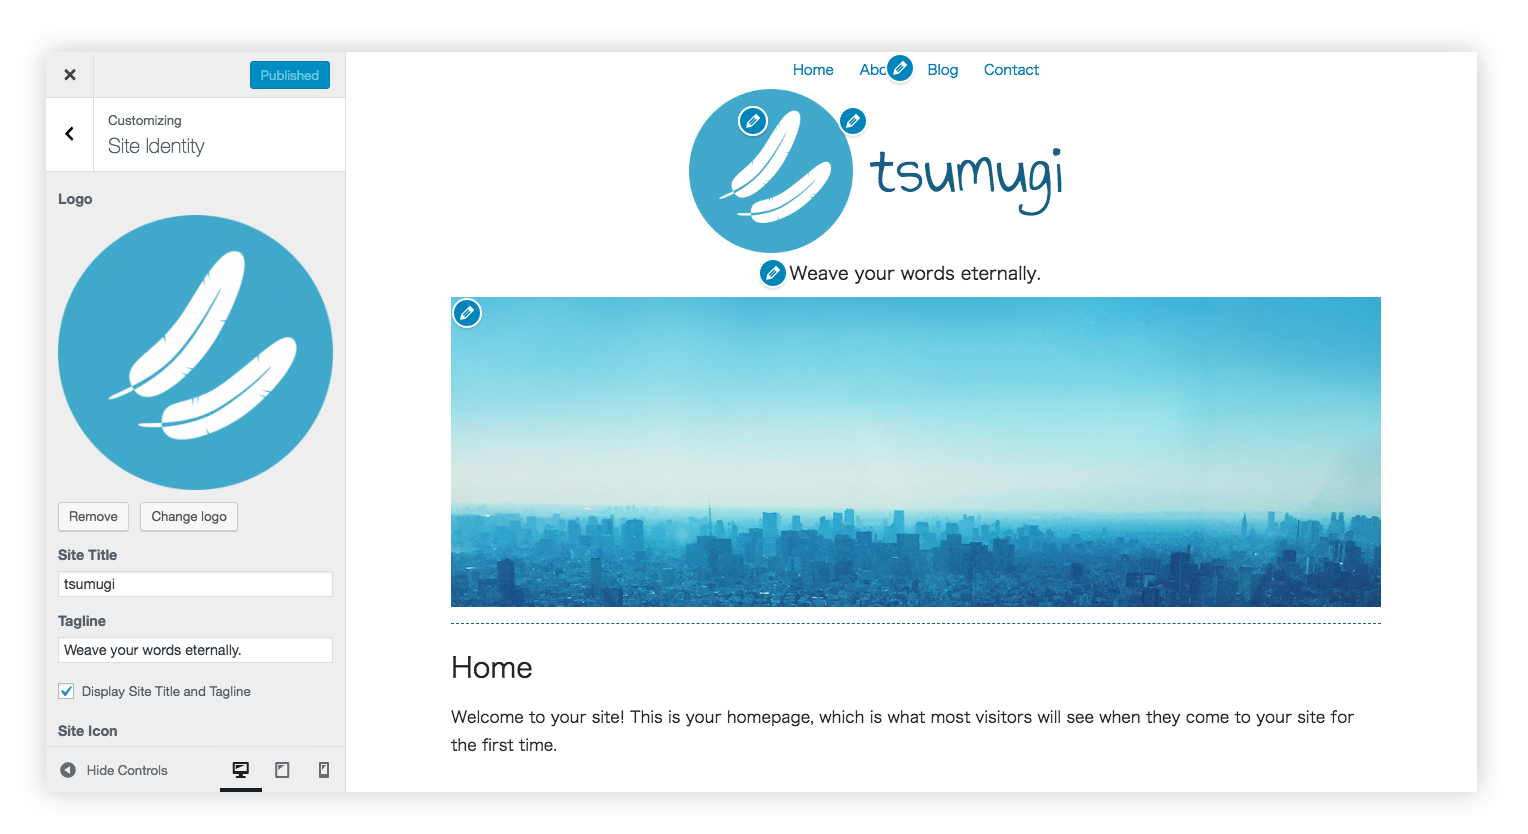 Published
Customizing
Site Identity
Logo
Remove
Change logo
Site Title
tsumugi
Tagline
Weave your words eternally.
Display Site Title and Tagline
Site Icon
Hide Controls
Home Abo Blog Contact
tsumugi
Weave your words eternally.
Home
Welcome to your site! This is your homepage, which is what most visitors will see when they come to your site for
the first time.